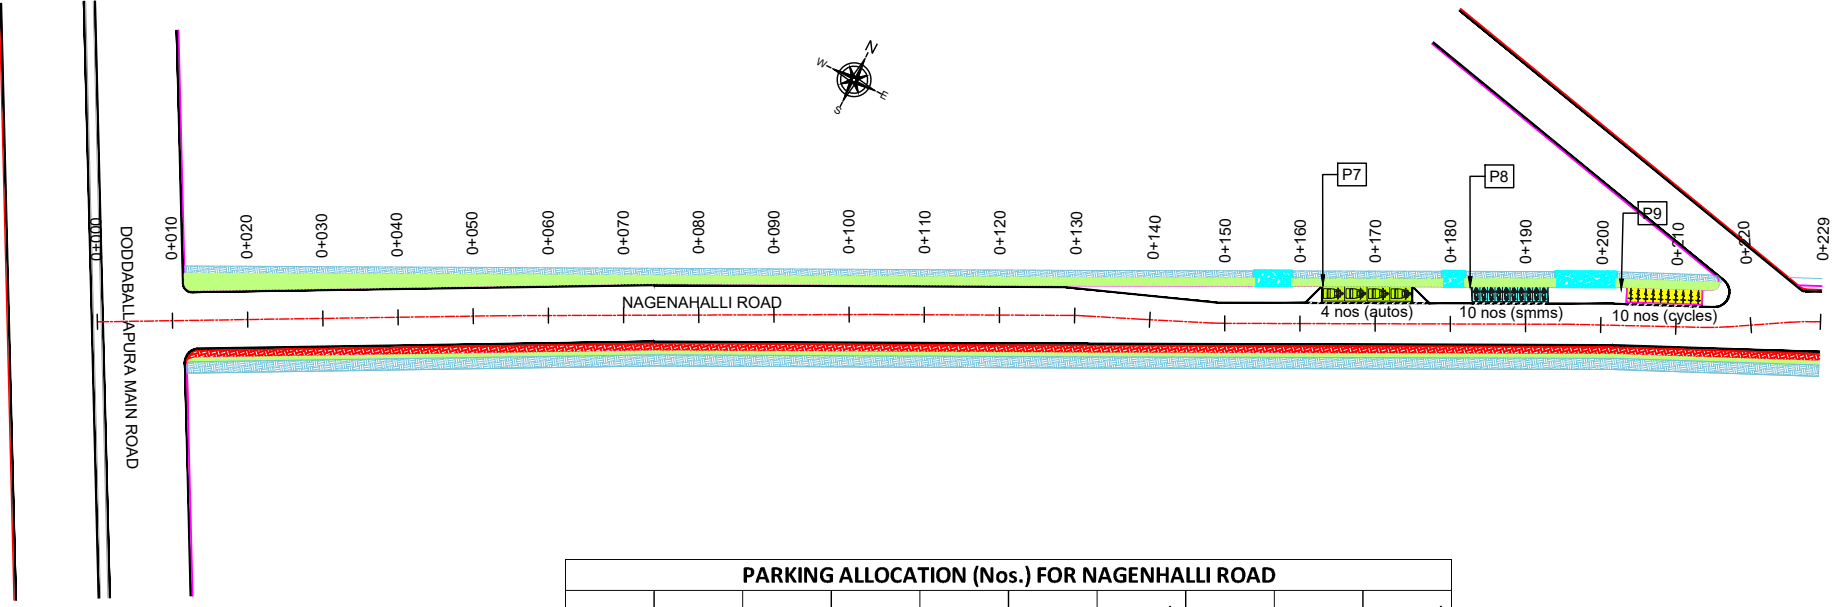 N
W
E
S
P7
P8
P9
0+000
0+010
0+020
0+030
0+040
0+050
0+060
0+070
0+080
0+090
0+100
0+110
0+120
0+130
0+140
0+150
0+160
0+170
0+180
0+190
0+200
0+210
0+220
0+229
DODDABALLAPURA MAIN ROAD
NAGENAHALLI ROAD
4 nos (autos)
10 nos (smms)
10 nos (cycles)
PARKING ALLOCATION (Nos.) FOR NAGENHALLI ROAD